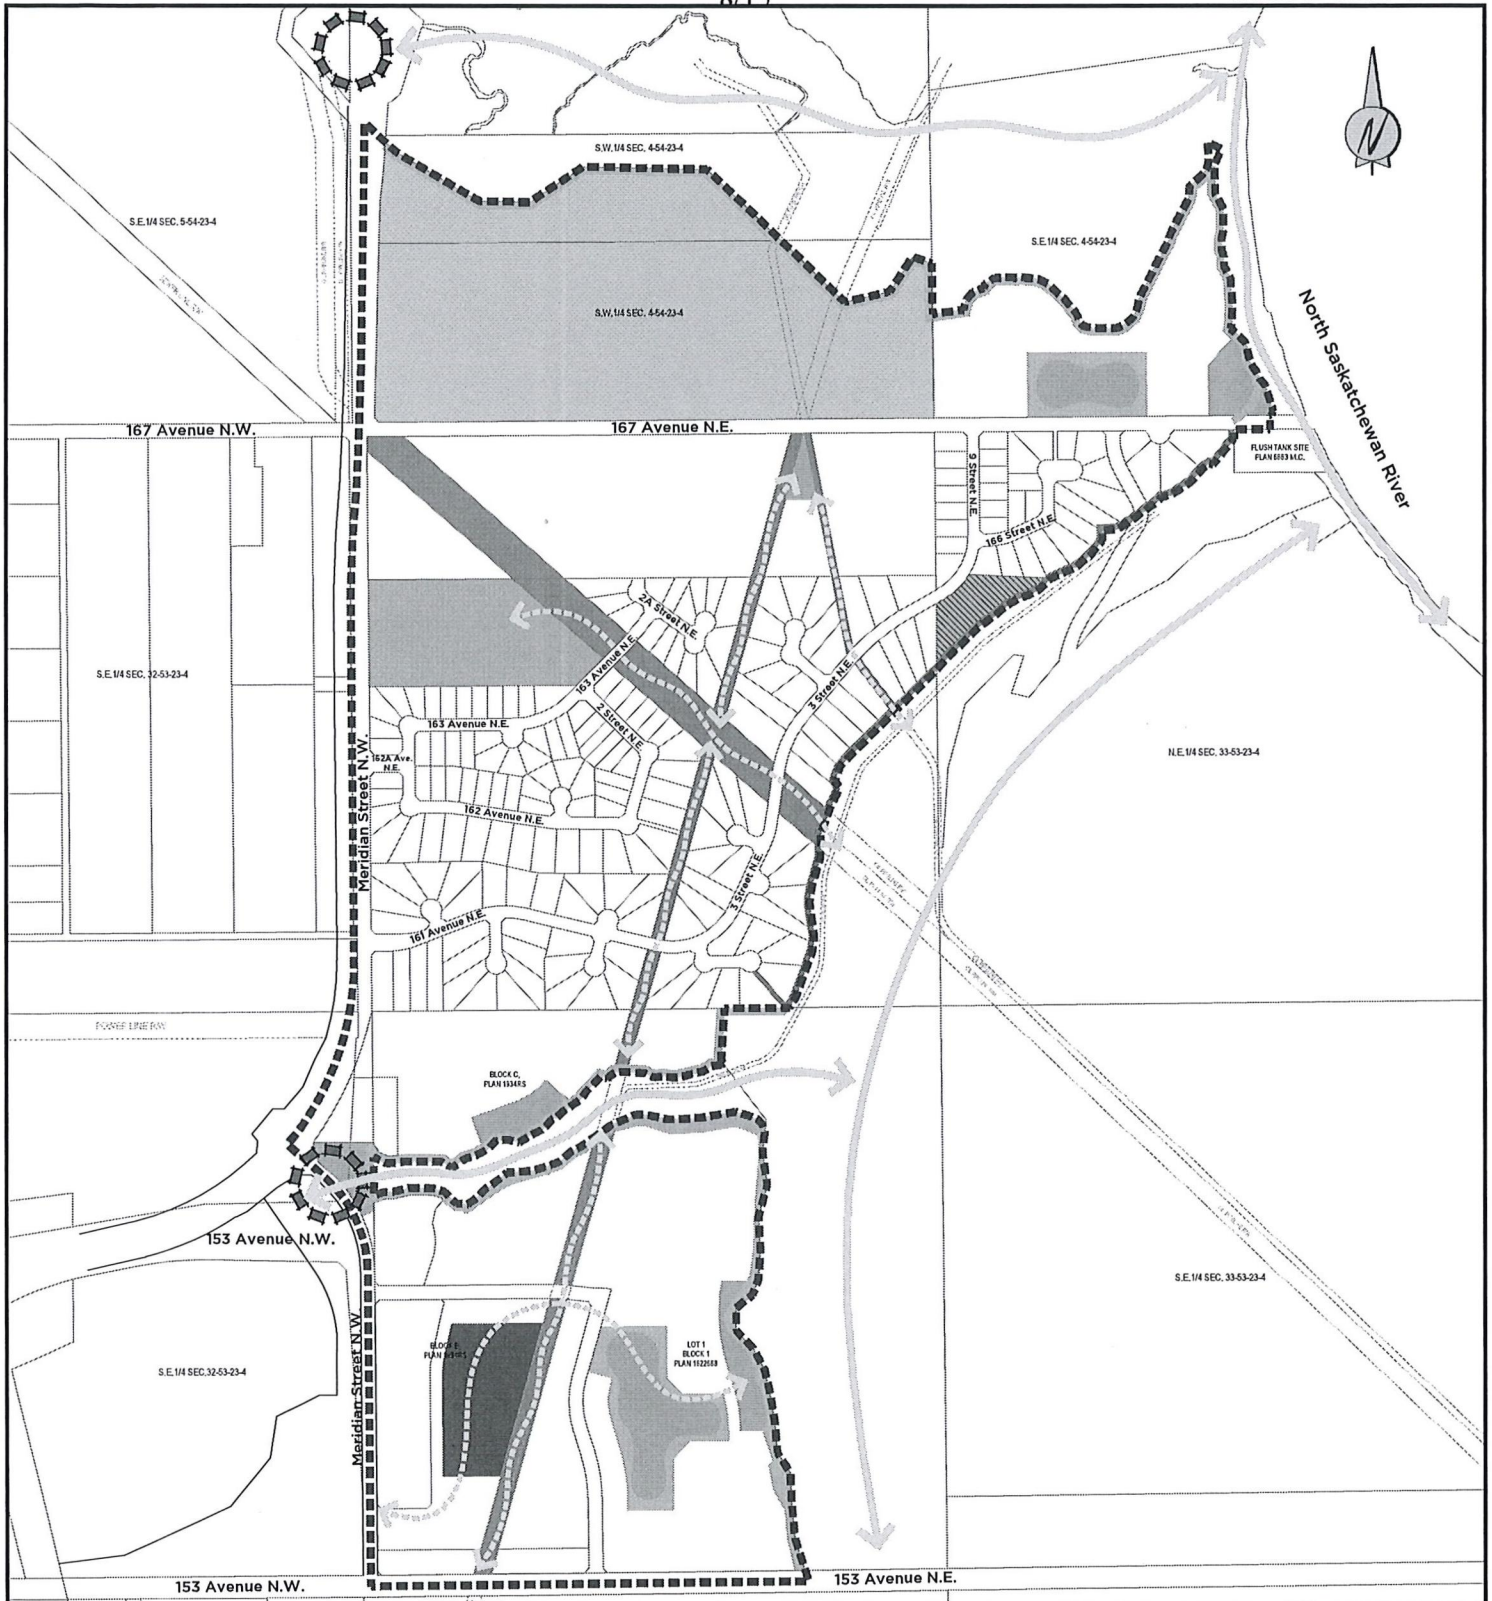 N
S.W.1/4 SEC. 4-54-23-4
S.E.1/4 SEC. 5-54-23-4
S.E.1/4 SEC. 4-54-23-4
S.W.1/4 SEC. 4-54-23-4
North Saskatchewan River
167 Avenue N.W.
167 Avenue N.E.
FLUSH TANK SITE
9 Street N.E.
166 Street N.E.
2A Street N.E.
163 Avenue N.E.
S.E.1/4 SEC. 32-53-23-4
3 Street N.E.
163 Avenue N.E.
2 Street N.E.
N.E.1/4 SEC. 33-53-23-4
162A Ave.
N.E.
Meridian Street N.W.
162 Avenue N.E.
3 Street N.E.
161 Avenue N.E.
POWER LINE R/W
BLOCK C,
PLAN 1934RS
153 Avenue N.W.
S.E.1/4 SEC. 33-53-23-4
LOT 1
BLOCK 1
S.E.1/4 SEC.32-53-23-4
Meridian Street N.W.
153 Avenue N.W.
153 Avenue N.E.